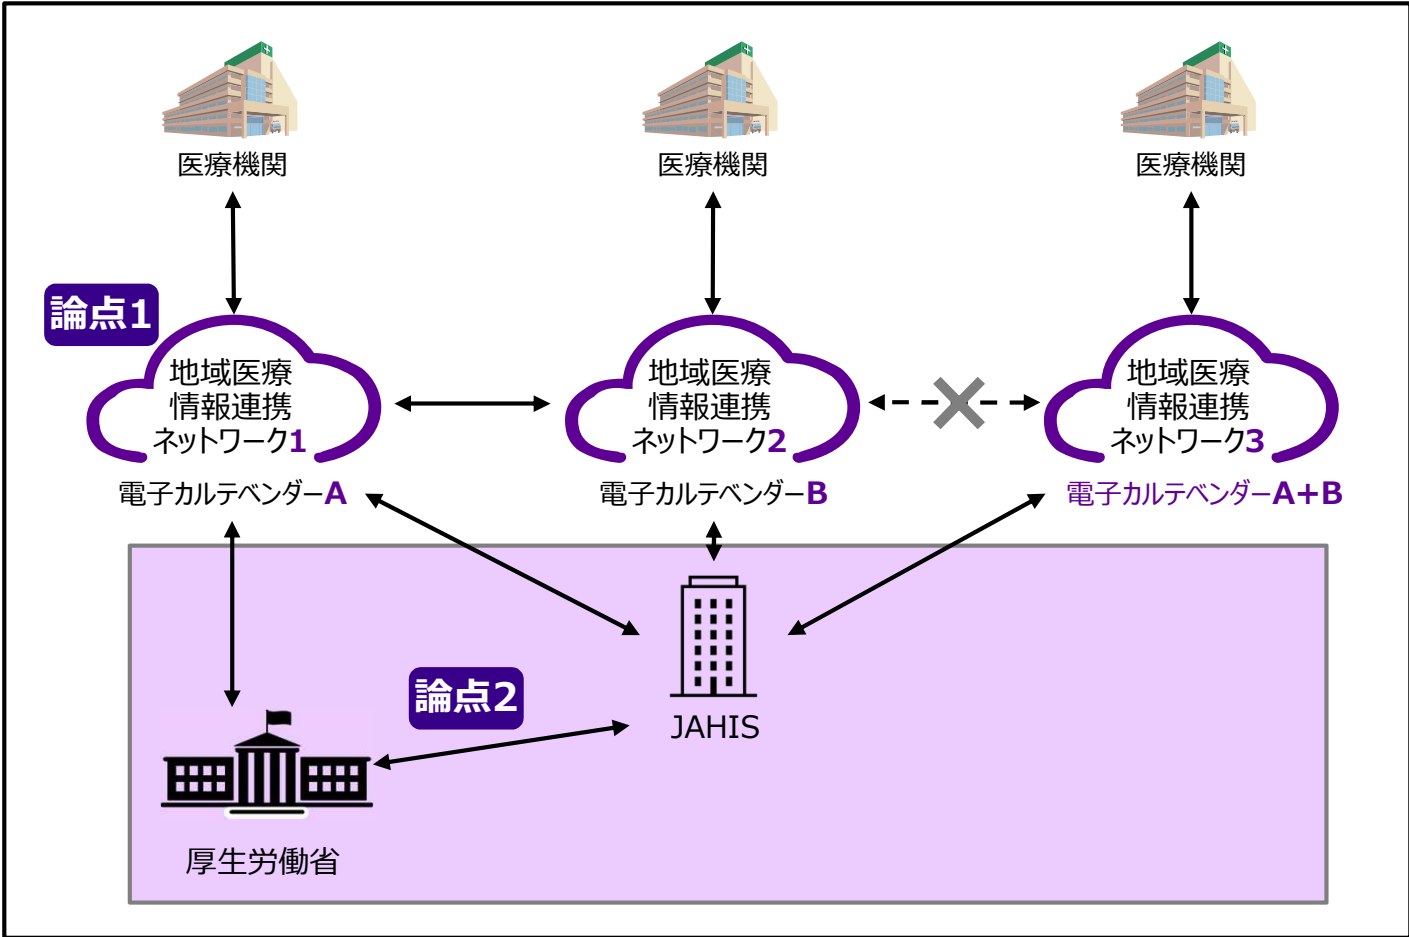 医療機関
医療機関
医療機関
論点1
地域医療
情報連携
ネットワーク1
地域医療
情報連携
ネットワーク2
地域医療
情報連携
ネットワーク3
電子カルテベンダーA
電子カルテベンダーB
電子カルテベンダーA+B
論点2
JAHIS
厚生労働省